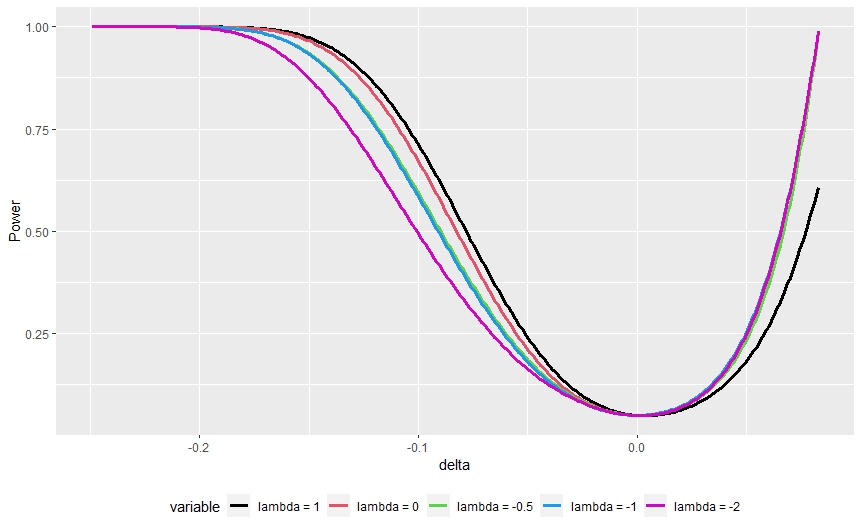 1.00
0.75
0.50
0.25
Power
-0.2
-0.1
0.0
delta
variable lambda = 1 lambda = 0 lambda = -0.5 lambda = -1 lambda = -2